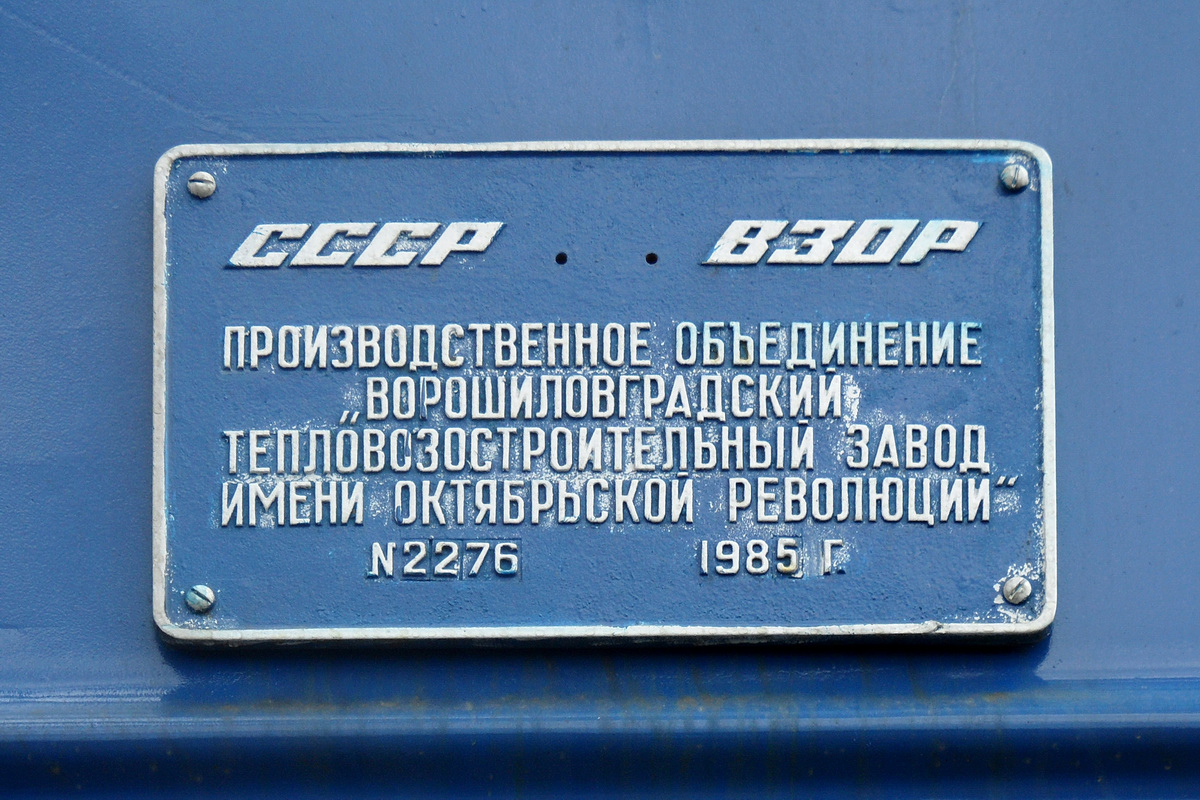 СССР ВЗОР
ПРОИЗВОДСТВЕННОЕ ОБЪЕДИНЕНИЕ
„ВОРОШИЛОВГРАДСКИЙ
ТЕПЛОВОЗОСТРОИТЕЛЬНЫЙ ЗАВОД
ИМЕНИ ОКТЯБРЬСКОЙ РЕВОЛЮЦИИ“
N2276 1985 Г